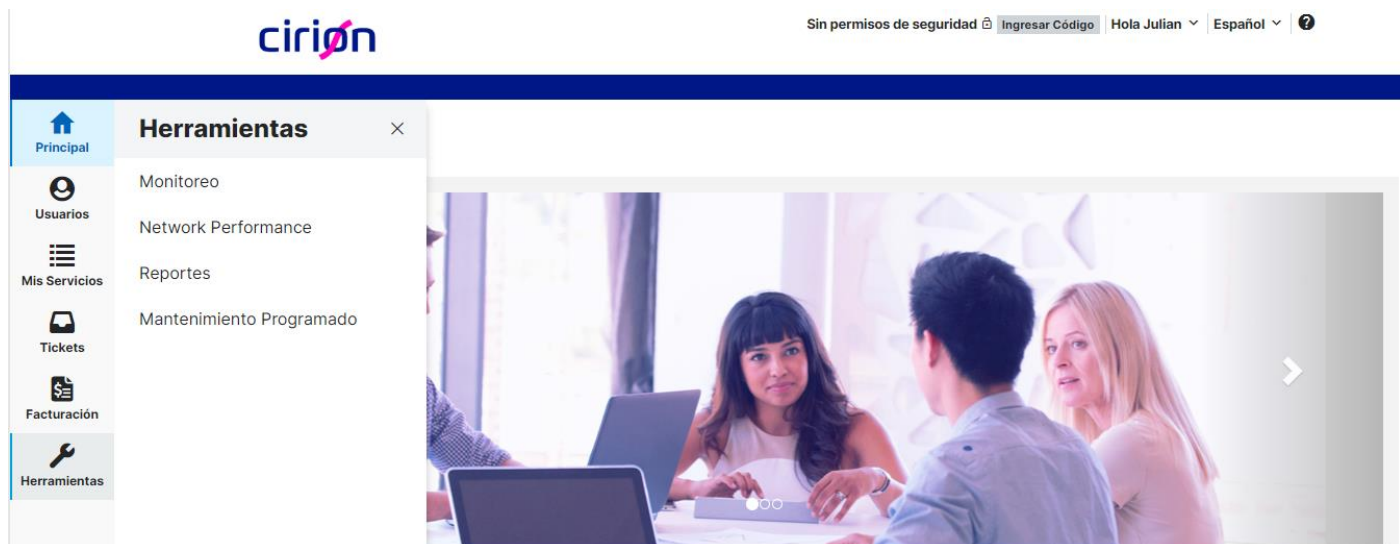 cirion
Sin permisos de seguridad Ingresar Código Hola Julian Español ?
Principal
Usuarios
Mis Servicios
Tickets
Facturación
Herramientas
Herramientas ×
Monitoreo
Network Performance
Reportes
Mantenimiento Programado